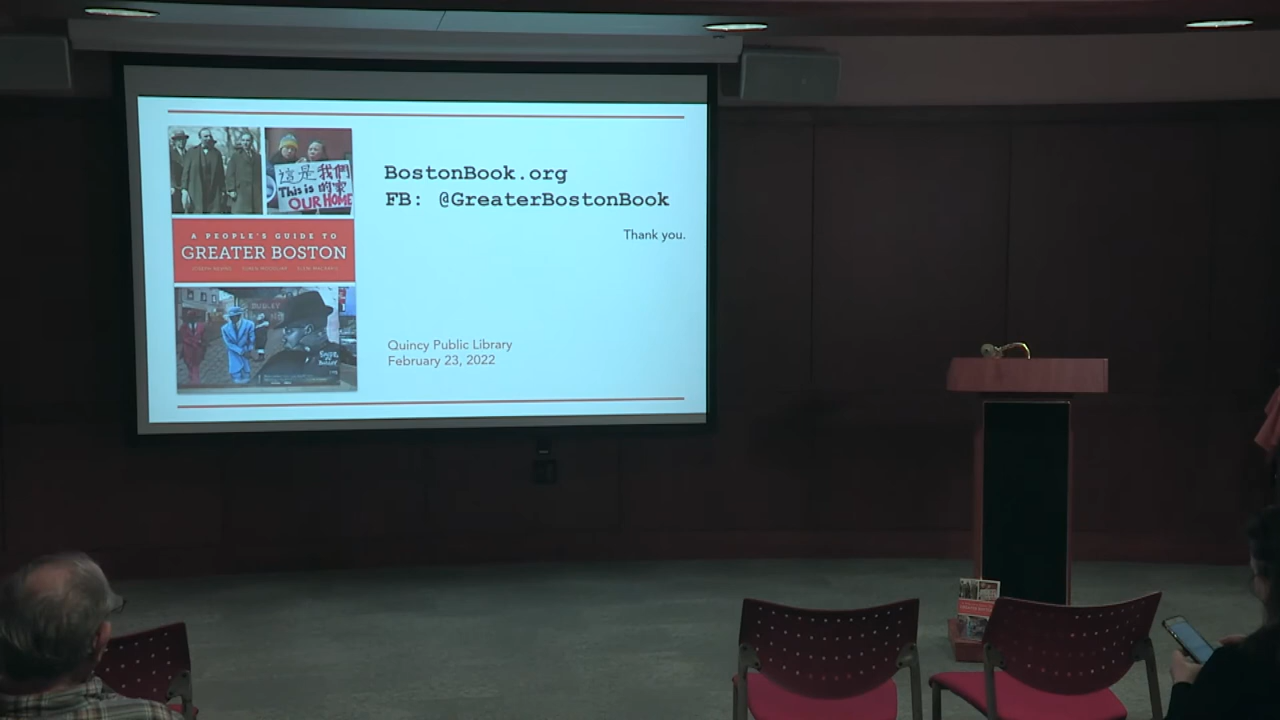 BostonBook.org
FB: @GreaterBostonBook
Thank you.
這是我們
This is 的家
OUR HOME
A PEOPLE'S GUIDE TO
GREATER BOSTON
DUDLEY
Quincy Public Library
February 23, 2022